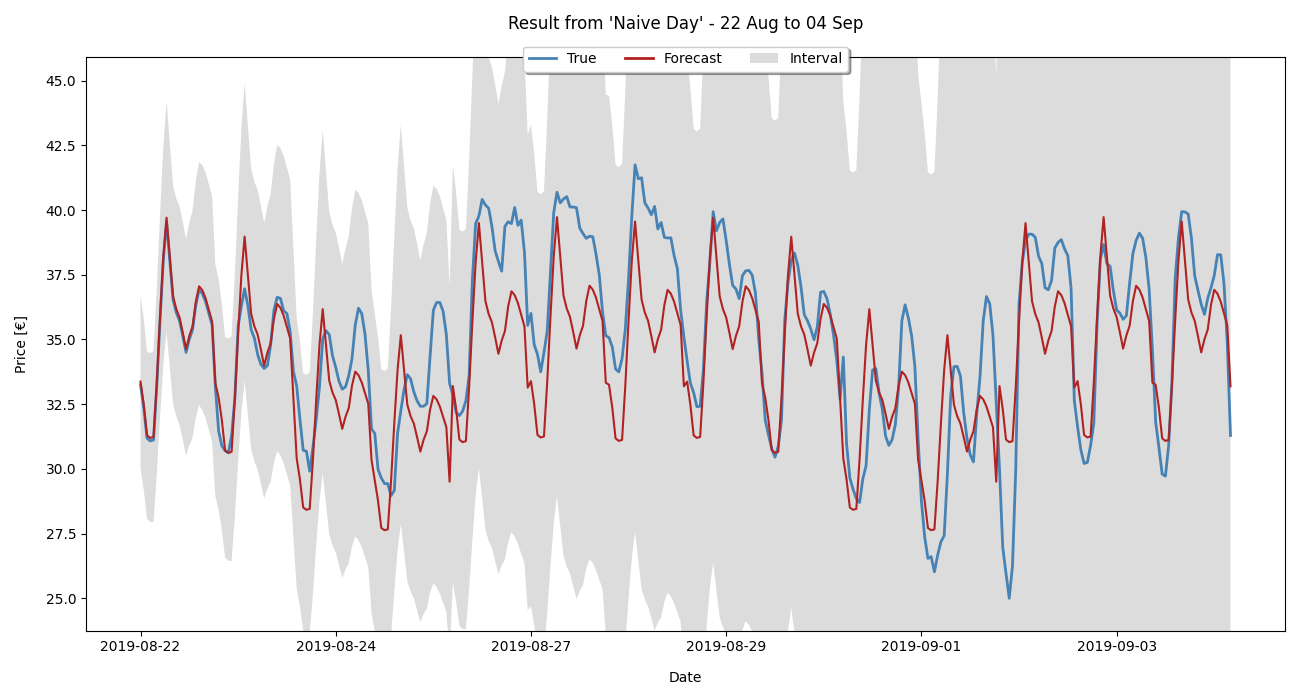 Result from 'Naive Day' - 22 Aug to 04 Sep
True Forecast Interval
Price [€]
45.0
42.5
40.0
37.5
35.0
32.5
30.0
27.5
25.0
2019-08-22 2019-08-24 2019-08-27 2019-08-29 2019-09-01 2019-09-03
Date